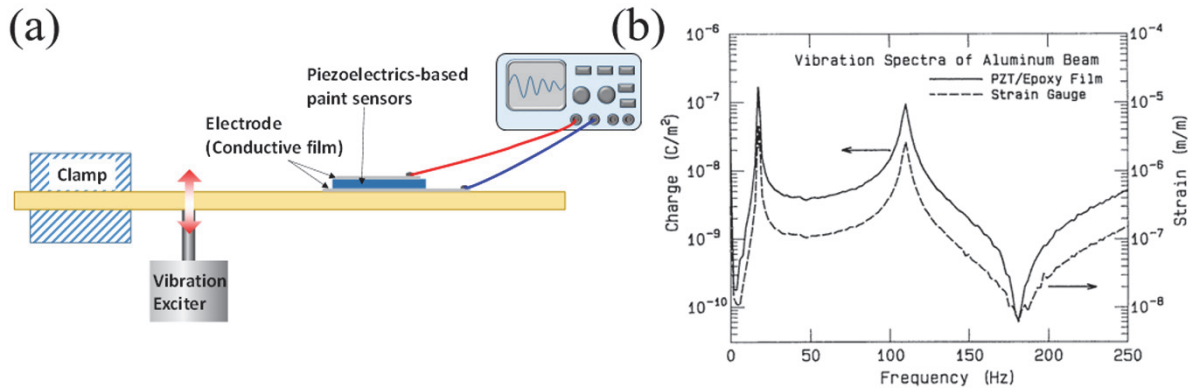 (a)
Piezoelectrics-based
paint sensors
Electrode
(Conductive film)
Clamp
Vibration
Exciter
(b)
Vibration Spectra of Aluminum Beam
PZT/Epoxy Film
Strain Gauge
Charge (C/m²)
10⁻⁶
10⁻⁷
10⁻⁸
10⁻⁹
10⁻¹⁰
Strain (m/m)
10⁻⁴
10⁻⁵
10⁻⁶
10⁻⁷
10⁻⁸
0 50 100 150 200 250
Frequency (Hz)